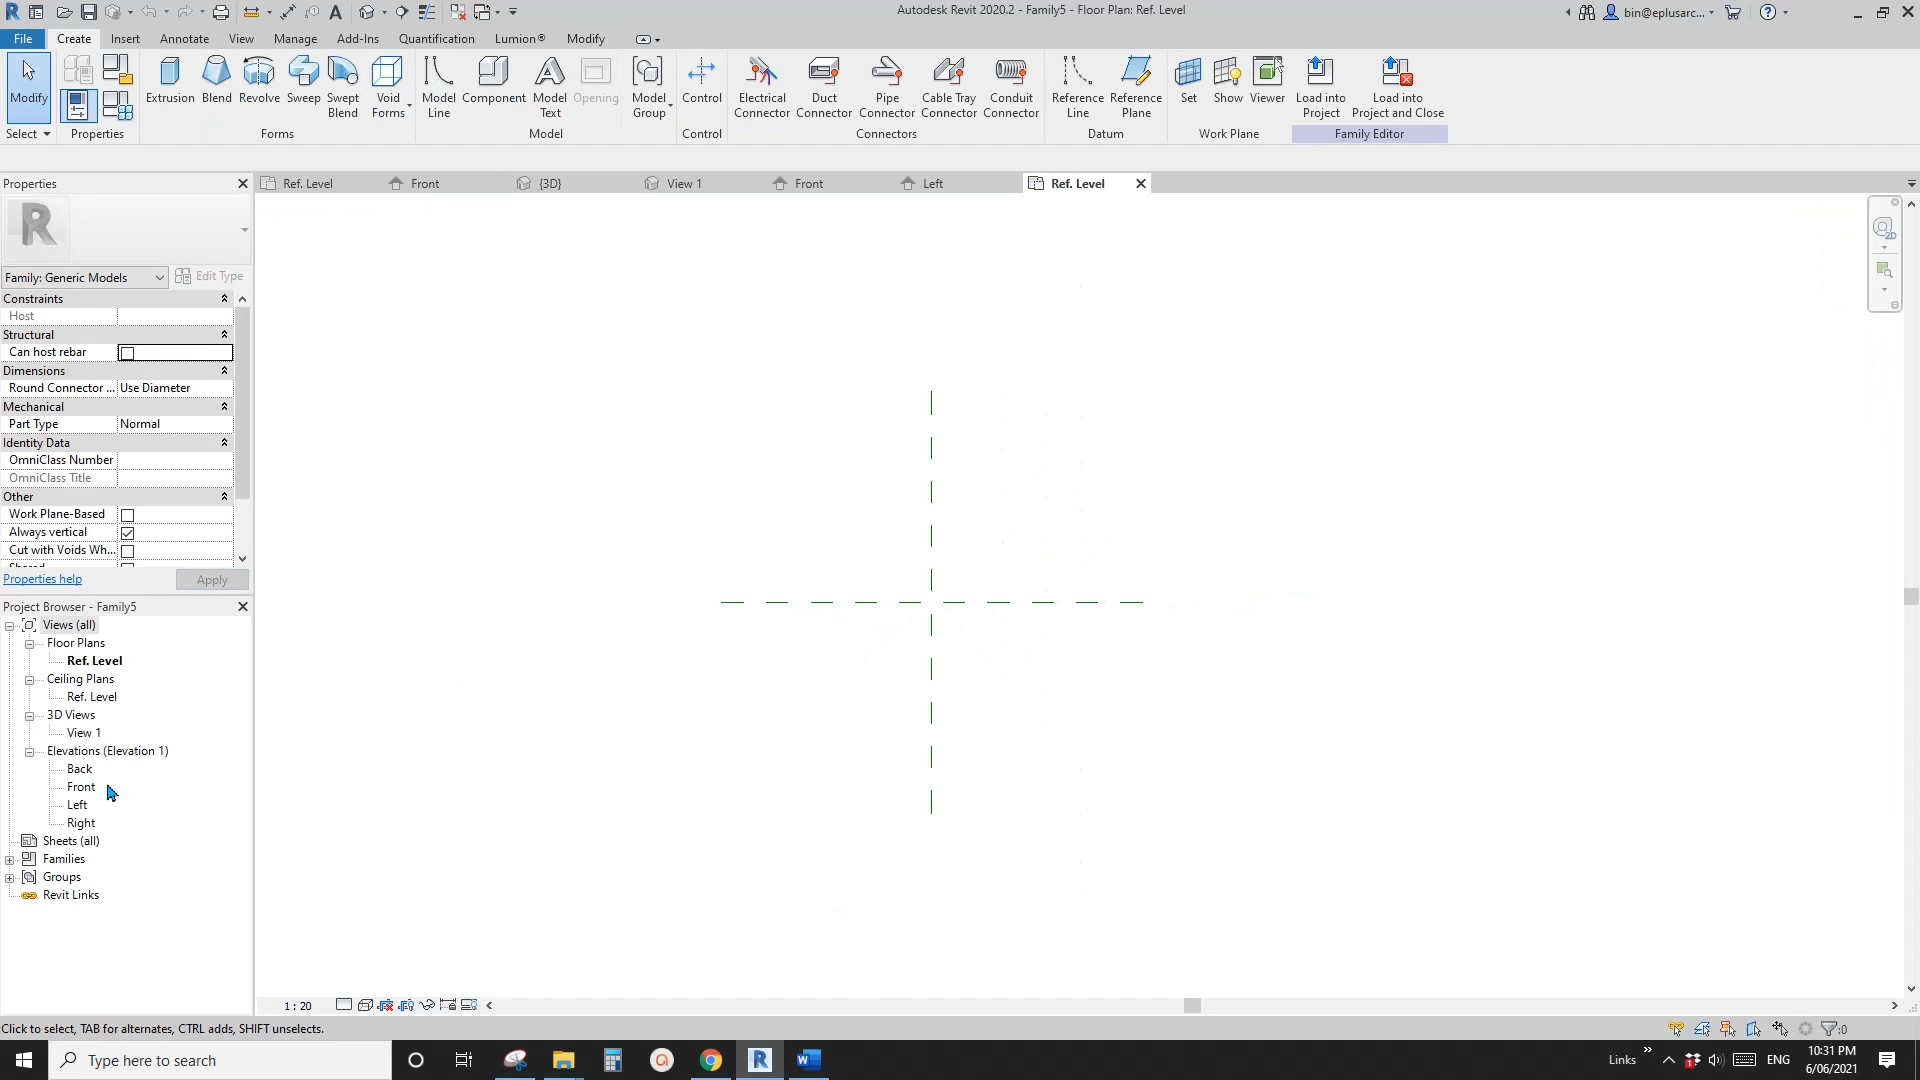 Autodesk Revit 2020.2 - Family5 - Floor Plan: Ref. Level
bin@eplusarc...
File Create Insert Annotate View Manage Add-Ins Quantification Lumion® Modify
Modify
Extrusion Blend Revolve Sweep Swept Blend Void Forms
Model Line Component Model Text Opening Model Group Control
Electrical Connector Duct Connector Pipe Connector Cable Tray Connector Conduit Connector
Reference Line Reference Plane Set Show Viewer Load into Project Load into Project and Close
Select Properties Forms Model Control Connectors Datum Work Plane Family Editor
Properties
Ref. Level Front {3D} View 1 Front Left Ref. Level
Family: Generic Models Edit Type
Constraints
Host
Structural
Can host rebar
Dimensions
Round Connector ... Use Diameter
Mechanical
Part Type Normal
Identity Data
OmniClass Number
OmniClass Title
Other
Work Plane-Based
Always vertical
Cut with Voids Wh...
Shared
Properties help Apply
Project Browser - Family5
Views (all)
Floor Plans
Ref. Level
Ceiling Plans
Ref. Level
3D Views
View 1
Elevations (Elevation 1)
Back
Front
Left
Right
Sheets (all)
Families
Groups
Revit Links
1 : 20
Click to select, TAB for alternates, CTRL adds, SHIFT unselects.
:0
Type here to search
Links
ENG
10:31 PM
6/06/2021